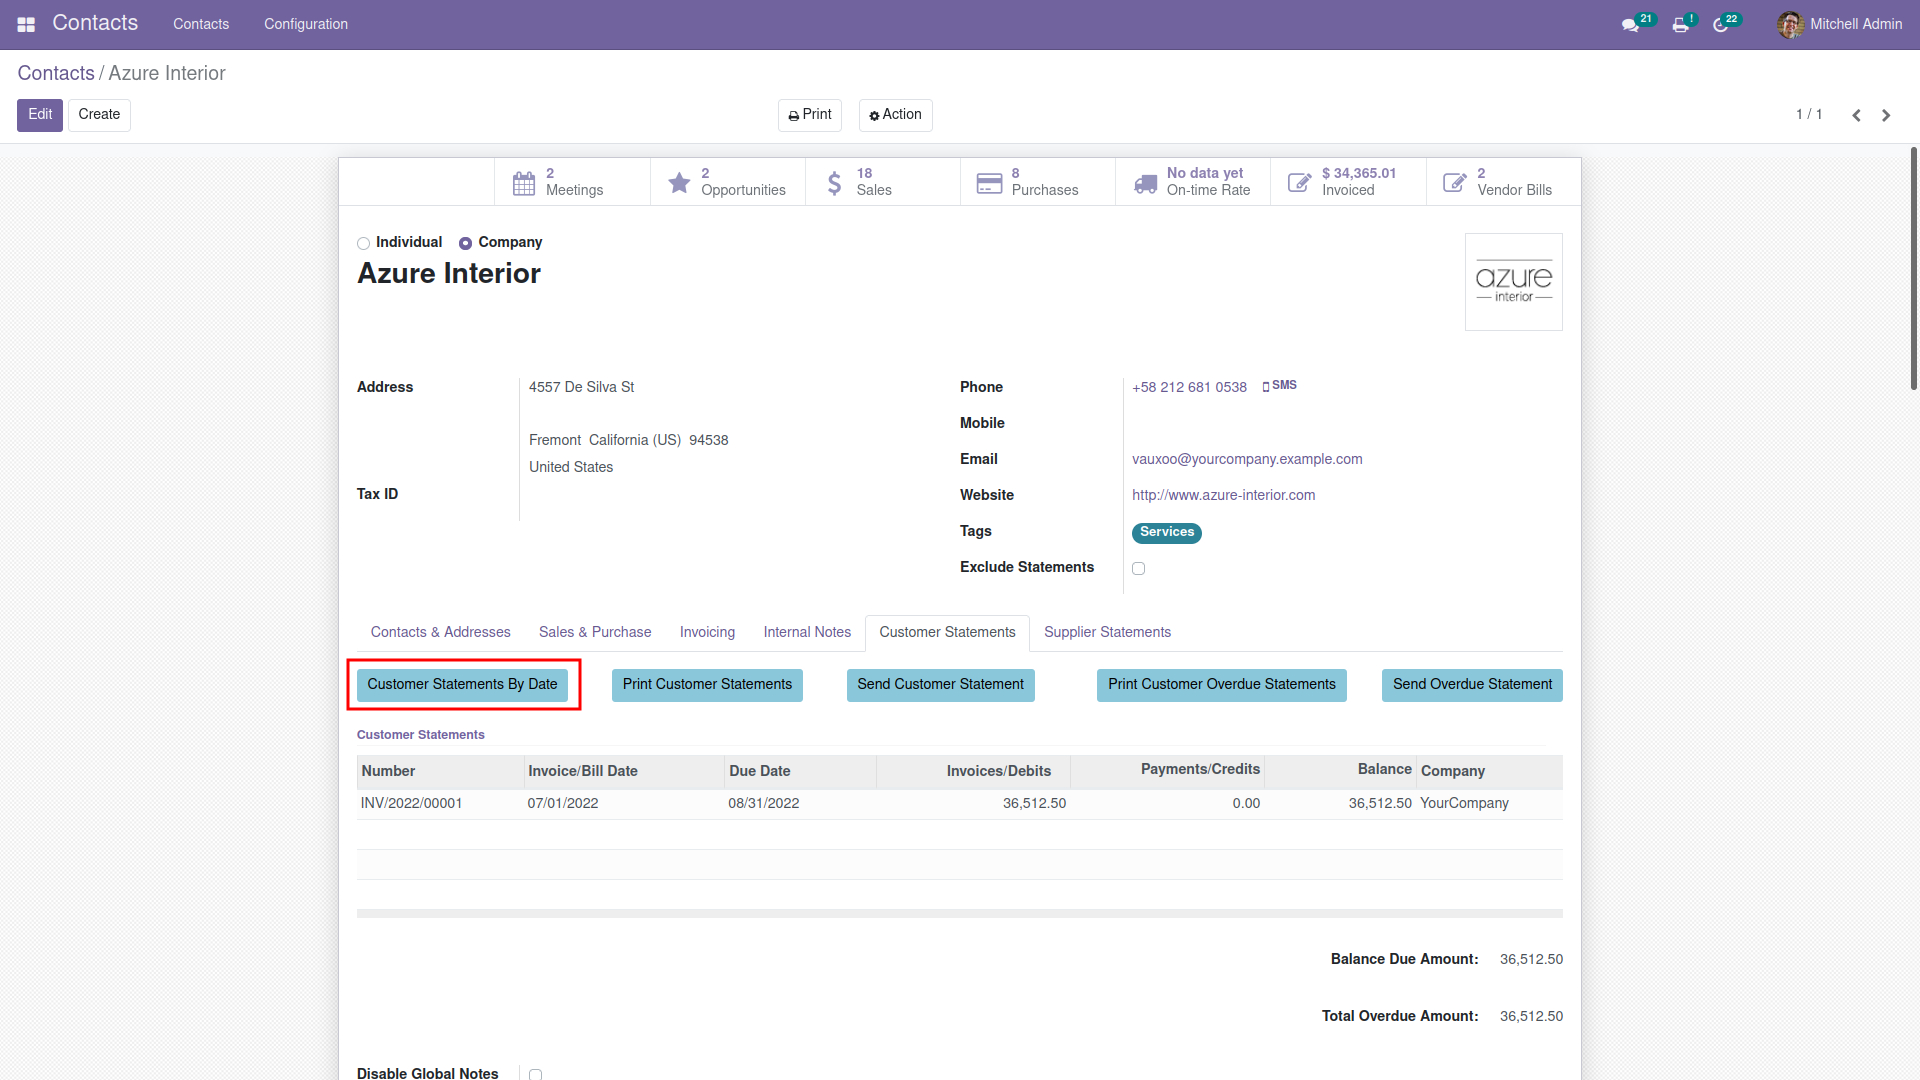 Contacts Contacts Configuration 21 ! 22 Mitchell Admin
Contacts / Azure Interior
Edit Create Print Action 1 / 1
2 Meetings
2 Opportunities
18 Sales
8 Purchases
No data yet On-time Rate
$ 34,365.01 Invoiced
2 Vendor Bills
Individual Company
Azure Interior
azure
interior
Address 4557 De Silva St
Fremont California (US) 94538
United States
Tax ID
Phone +58 212 681 0538 SMS
Mobile
Email vauxoo@yourcompany.example.com
Website http://www.azure-interior.com
Tags Services
Exclude Statements
Contacts & Addresses Sales & Purchase Invoicing Internal Notes Customer Statements Supplier Statements
Customer Statements By Date Print Customer Statements Send Customer Statement Print Customer Overdue Statements Send Overdue Statement
Customer Statements
Number Invoice/Bill Date Due Date Invoices/Debits Payments/Credits Balance Company
INV/2022/00001 07/01/2022 08/31/2022 36,512.50 0.00 36,512.50 YourCompany
Balance Due Amount: 36,512.50
Total Overdue Amount: 36,512.50
Disable Global Notes